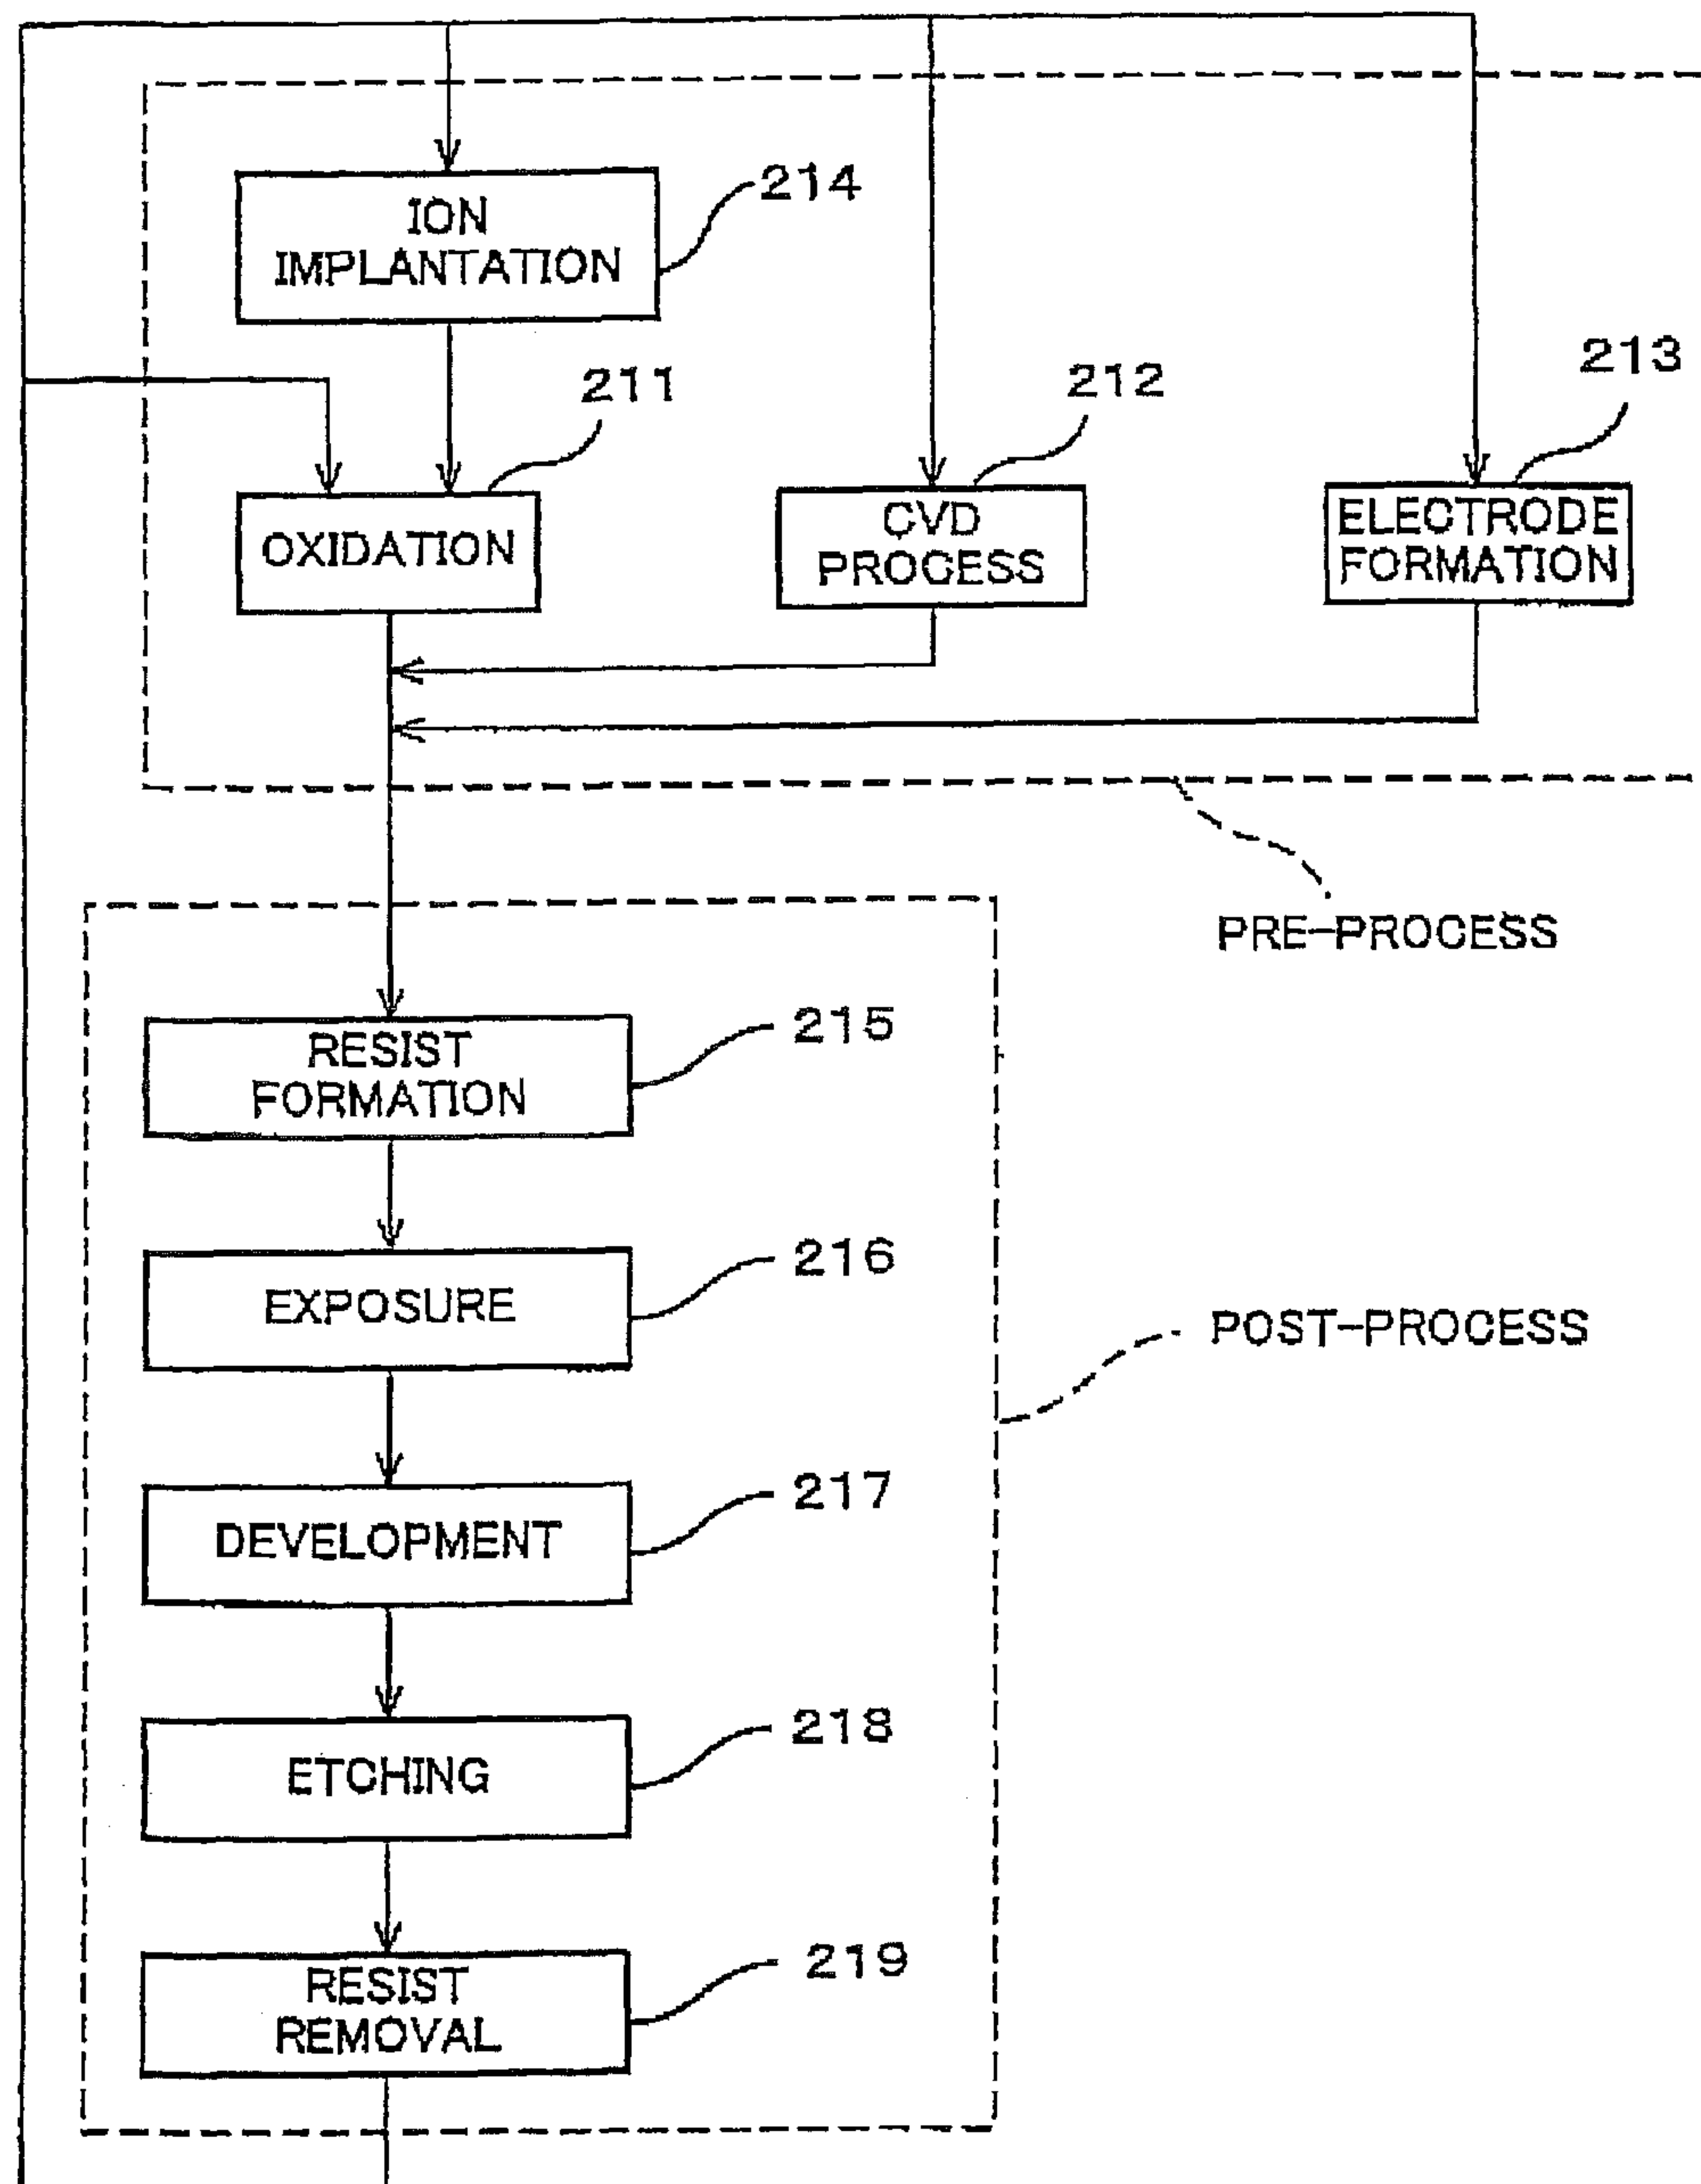 214
ION
IMPLANTATION
211
212
213
OXIDATION
CVD
PROCESS
ELECTRODE
FORMATION
PRE-PROCESS
215
RESIST
FORMATION
216
EXPOSURE
POST-PROCESS
217
DEVELOPMENT
218
ETCHING
219
RESIST
REMOVAL